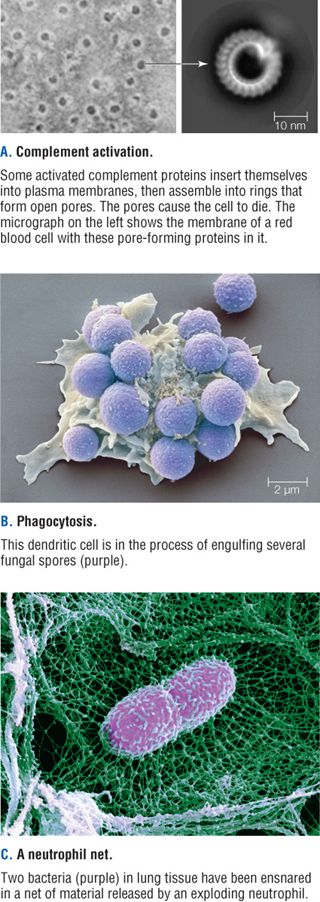 10 nm
A. Complement activation.
Some activated complement proteins insert themselves
into plasma membranes, then assemble into rings that
form open pores. The pores cause the cell to die. The
micrograph on the left shows the membrane of a red
blood cell with these pore-forming proteins in it.
2 µm
B. Phagocytosis.
This dendritic cell is in the process of engulfing several
fungal spores (purple).
C. A neutrophil net.
Two bacteria (purple) in lung tissue have been ensnared
in a net of material released by an exploding neutrophil.